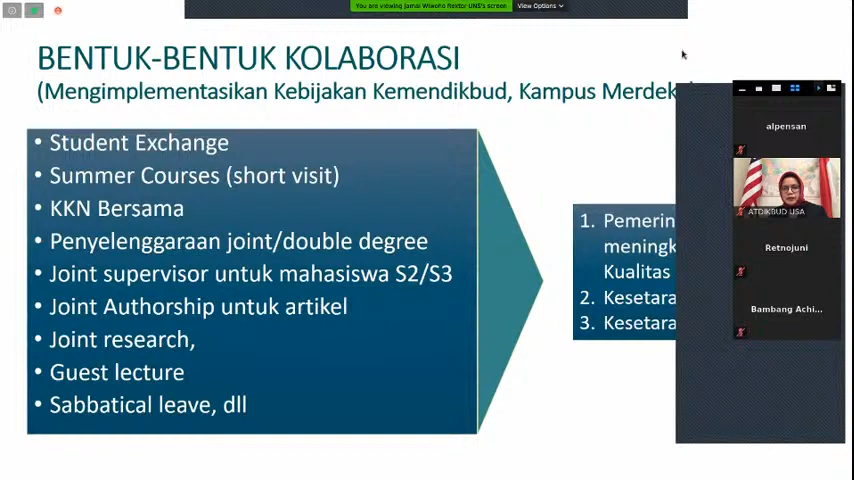 You are viewing Jamal Wiwoho Rektor UNS's screen
View Options
BENTUK-BENTUK KOLABORASI
(Mengimplementasikan Kebijakan Kemendikbud, Kampus Merdek
• Student Exchange
• Summer Courses (short visit)
• KKN Bersama
• Penyelenggaraan joint/double degree
• Joint supervisor untuk mahasiswa S2/S3
• Joint Authorship untuk artikel
• Joint research,
• Guest lecture
• Sabbatical leave, dll
1. Pemerin
meningk
Kualitas
2. Kesetara
3. Kesetara
alpensan
ATDIKBUD USA
Retnojuni
Bambang Achi...